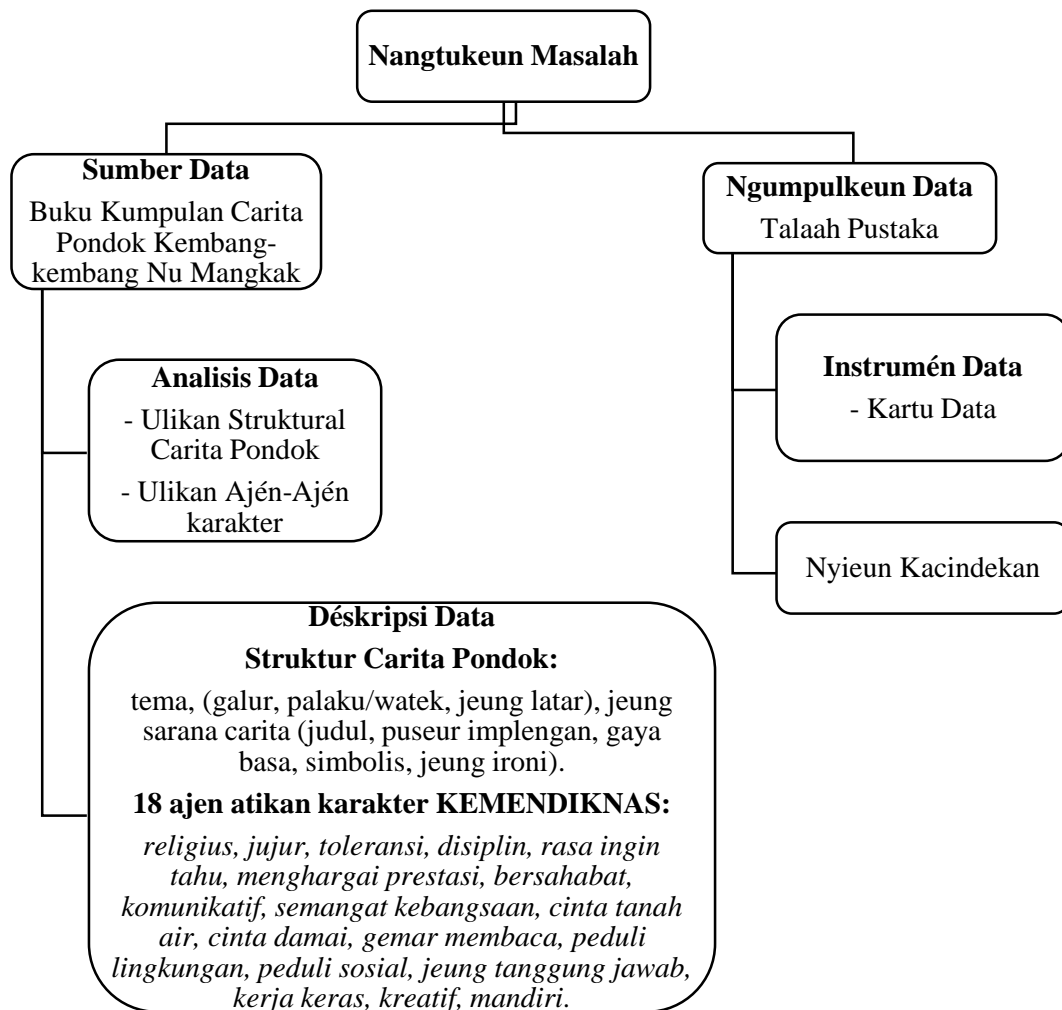 Nangtukeun Masalah
Sumber Data
Buku Kumpulan Carita
Pondok Kembang-
kembang Nu Mangkak
Ngumpulkeun Data
Talaah Pustaka
Analisis Data
- Ulikan Struktural
Carita Pondok
- Ulikan Ajén-Ajén
karakter
Instrumén Data
- Kartu Data
Nyieun Kacindekan
Déskripsi Data
Struktur Carita Pondok:
tema, (galur, palaku/watek, jeung latar), jeung
sarana carita (judul, puseur implengan, gaya
basa, simbolis, jeung ironi).
18 ajen atikan karakter KEMENDIKNAS:
religius, jujur, toleransi, disiplin, rasa ingin
tahu, menghargai prestasi, bersahabat,
komunikatif, semangat kebangsaan, cinta tanah
air, cinta damai, gemar membaca, peduli
lingkungan, peduli sosial, jeung tanggung jawab,
kerja keras, kreatif, mandiri.